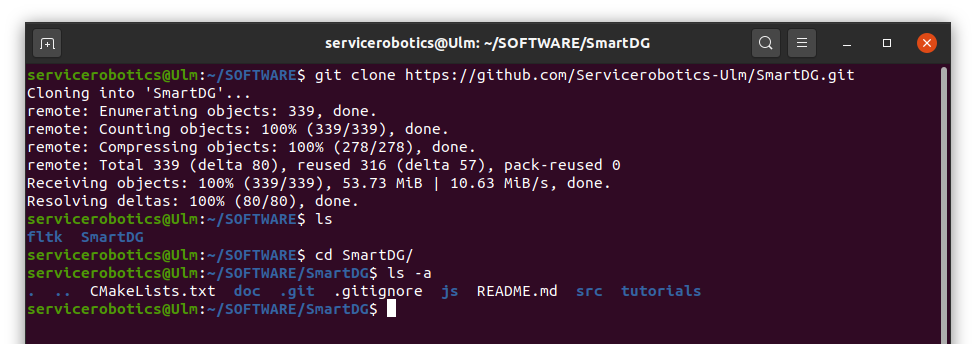 servicerobotics@Ulm: ~/SOFTWARE/SmartDG
servicerobotics@Ulm:~/SOFTWARE$ git clone https://github.com/Servicerobotics-Ulm/SmartDG.git
Cloning into 'SmartDG'...
remote: Enumerating objects: 339, done.
remote: Counting objects: 100% (339/339), done.
remote: Compressing objects: 100% (278/278), done.
remote: Total 339 (delta 80), reused 316 (delta 57), pack-reused 0
Receiving objects: 100% (339/339), 53.73 MiB | 10.63 MiB/s, done.
Resolving deltas: 100% (80/80), done.
servicerobotics@Ulm:~/SOFTWARE$ ls
fltk  SmartDG
servicerobotics@Ulm:~/SOFTWARE$ cd SmartDG/
servicerobotics@Ulm:~/SOFTWARE/SmartDG$ ls -a
.  ..  CMakeLists.txt  doc  .git  .gitignore  js  README.md  src  tutorials
servicerobotics@Ulm:~/SOFTWARE/SmartDG$